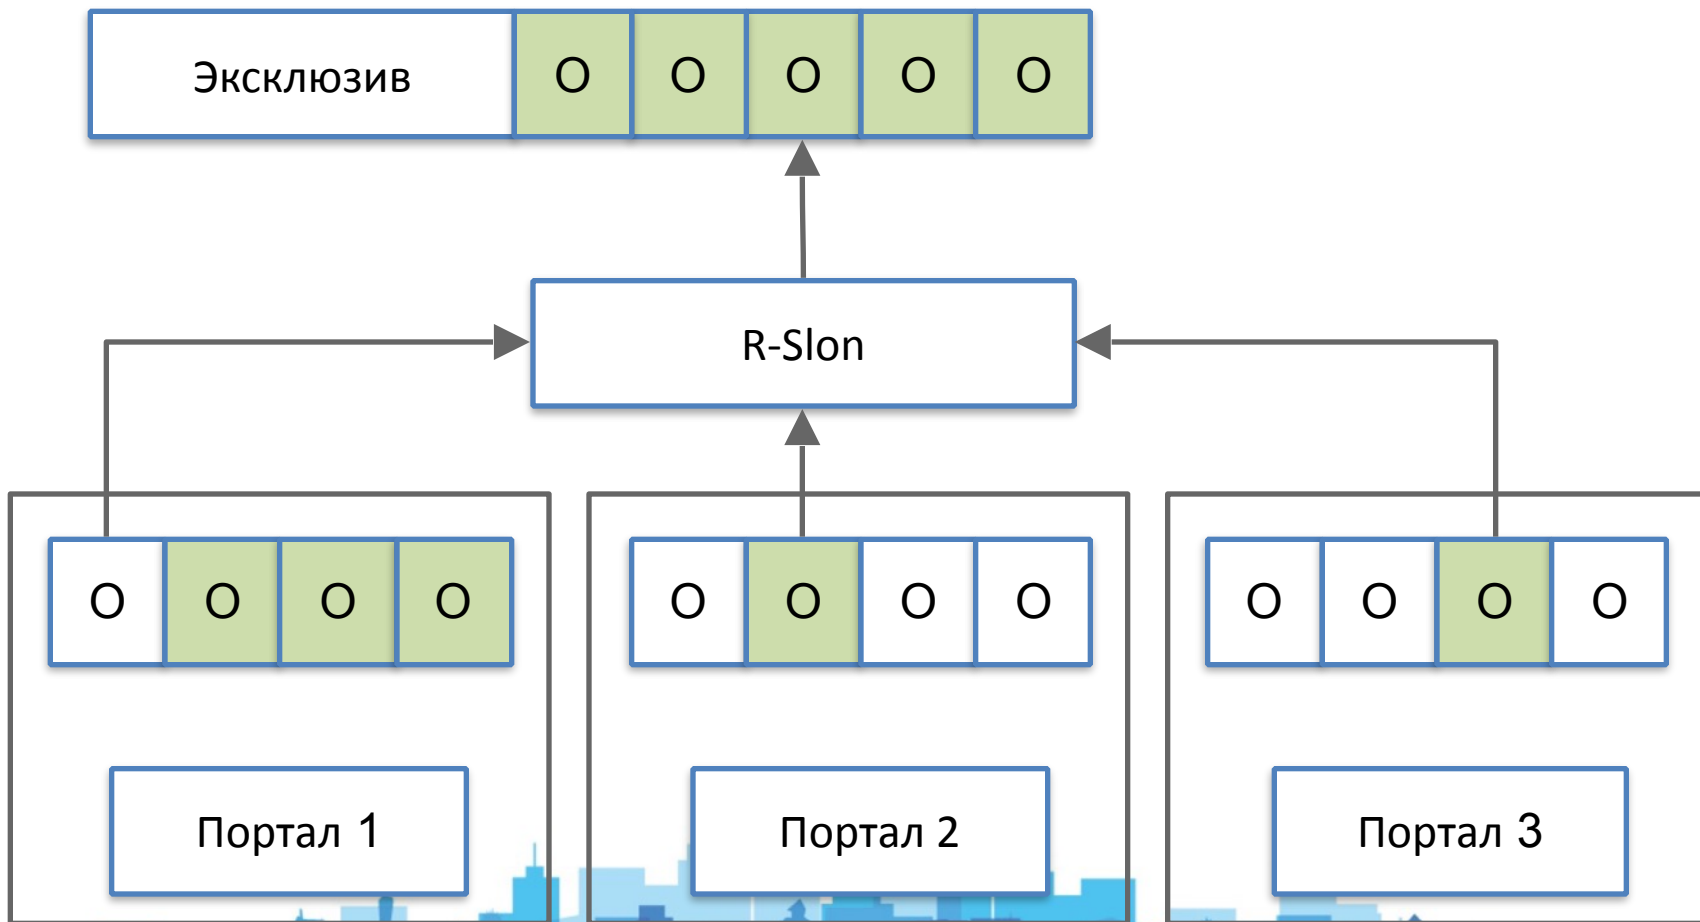 Эксклюзив О О О О О
R-Slon
О О О О О О О О О О О О
Портал 1 Портал 2 Портал 3